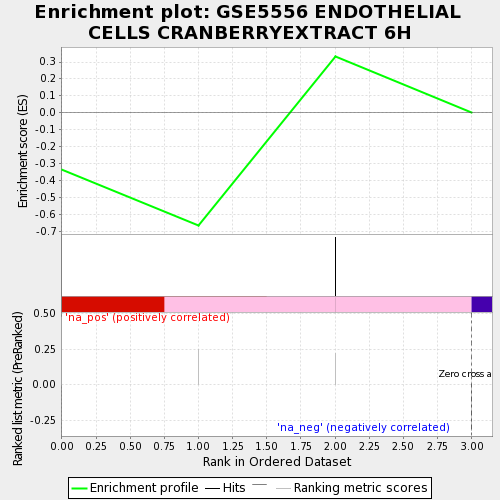 Enrichment plot: GSE5556 ENDOTHELIAL
CELLS CRANBERRYEXTRACT 6H
Enrichment score (ES)
0.3
0.2
0.1
0.0
-0.1
-0.2
-0.3
-0.4
-0.5
-0.6
-0.7
Ranked list metric (PreRanked)
0.50
0.25
0.00
-0.25
'na_pos' (positively correlated)
Zero cross a
'na_neg' (negatively correlated)
0.00 0.25 0.50 0.75 1.00 1.25 1.50 1.75 2.00 2.25 2.50 2.75 3.00
Rank in Ordered Dataset
Enrichment profile Hits Ranking metric scores